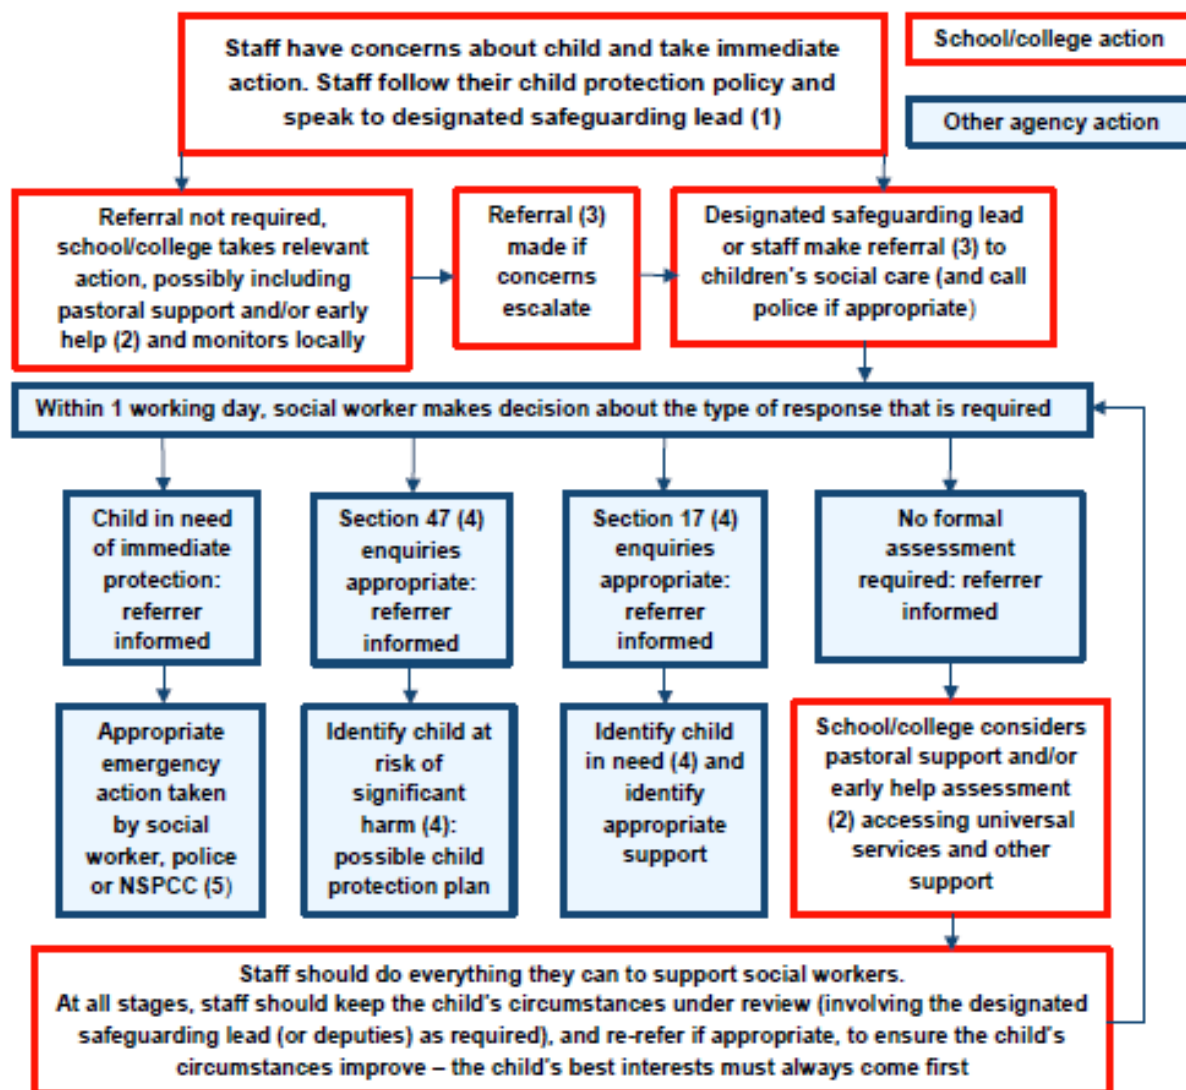 Staff have concerns about child and take immediate
action. Staff follow their child protection policy and
speak to designated safeguarding lead (1)
School/college action
Other agency action
Referral not required,
school/college takes relevant
action, possibly including
pastoral support and/or early
help (2) and monitors locally
Referral (3)
made if
concerns
escalate
Designated safeguarding lead
or staff make referral (3) to
children's social care (and call
police if appropriate)
Within 1 working day, social worker makes decision about the type of response that is required
Child in need
of immediate
protection:
referrer
informed
Section 47 (4)
enquiries
appropriate:
referrer
informed
Section 17 (4)
enquiries
appropriate:
referrer
informed
No formal
assessment
required: referrer
informed
Appropriate
emergency
action taken
by social
worker, police
or NSPCC (5)
Identify child at
risk of
significant
harm (4):
possible child
protection plan
Identify child
in need (4) and
identify
appropriate
support
School/college considers
pastoral support and/or
early help assessment
(2) accessing universal
services and other
support
Staff should do everything they can to support social workers.
At all stages, staff should keep the child's circumstances under review (involving the designated
safeguarding lead (or deputies) as required), and re-refer if appropriate, to ensure the child's
circumstances improve – the child's best interests must always come first